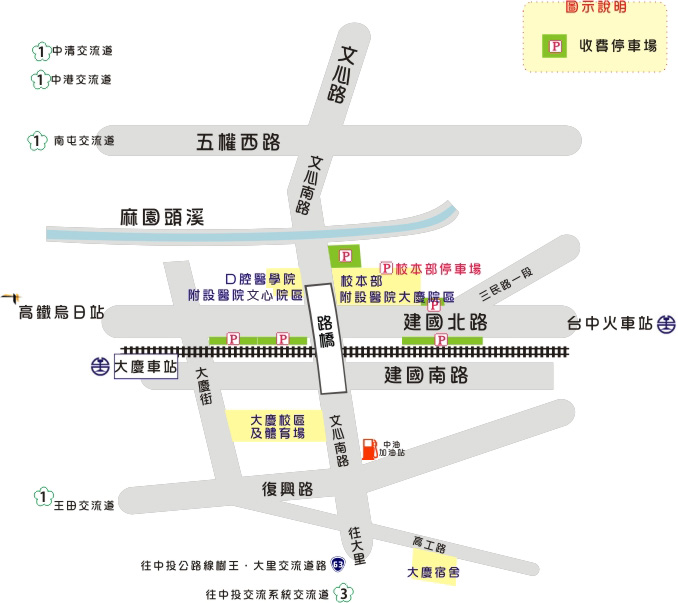 圖示說明
P 收費停車場
1 中清交流道
1 中港交流道
文心路
1 南屯交流道
五權西路
文心南路
麻園頭溪
P
P 校本部停車場
口腔醫學院
附設醫院文心院區
校本部
附設醫院大慶院區
三民路一段
P
高鐵烏日站
路橋
建國北路
台中火車站
P
P
P
大慶車站
大慶街
建國南路
大慶校區
及體育場
文心南路
中油
加油站
復興路
1 王田交流道
往大里
高工路
大慶宿舍
往中投公路線樹王．大里交流道路 63
往中投交流系統交流道 3